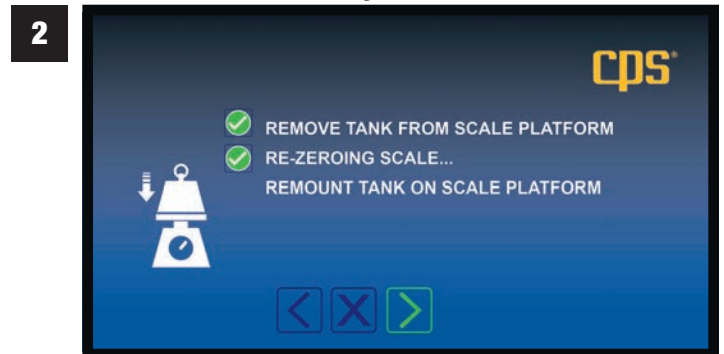 2
cps®
REMOVE TANK FROM SCALE PLATFORM
RE-ZEROING SCALE...
REMOUNT TANK ON SCALE PLATFORM